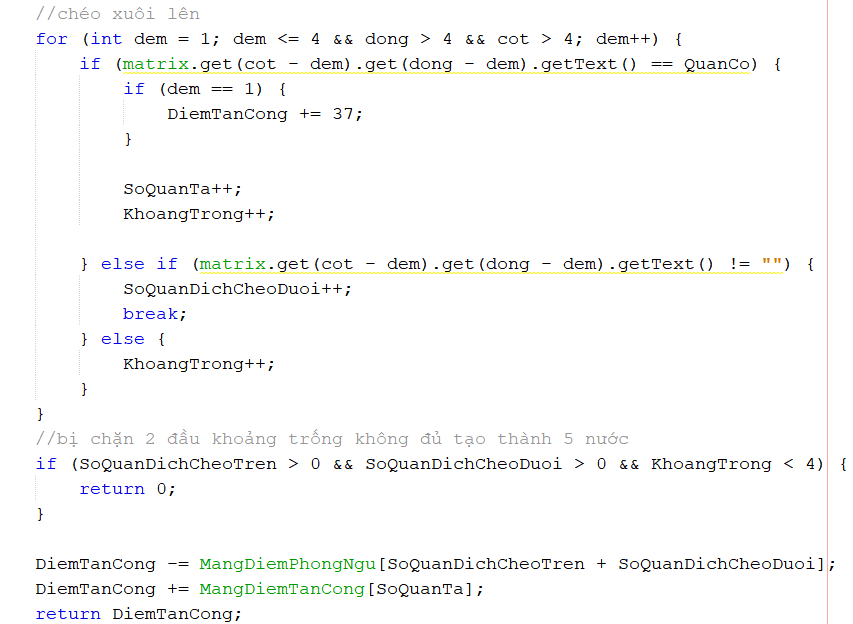 //chéo xuôi lên
for (int dem = 1; dem <= 4 && dong > 4 && cot > 4; dem++) {
if (matrix.get(cot - dem).get(dong - dem).getText() == QuanCo) {
if (dem == 1) {
DiemTanCong += 37;
}
SoQuanTa++;
KhoangTrong++;
} else if (matrix.get(cot - dem).get(dong - dem).getText() != "") {
SoQuanDichCheoDuoi++;
break;
} else {
KhoangTrong++;
}
}
//bị chặn 2 đầu khoảng trống không đủ tạo thành 5 nước
if (SoQuanDichCheoTren > 0 && SoQuanDichCheoDuoi > 0 && KhoangTrong < 4) {
return 0;
}
DiemTanCong -= MangDiemPhongNgu[SoQuanDichCheoTren + SoQuanDichCheoDuoi];
DiemTanCong += MangDiemTanCong[SoQuanTa];
return DiemTanCong;